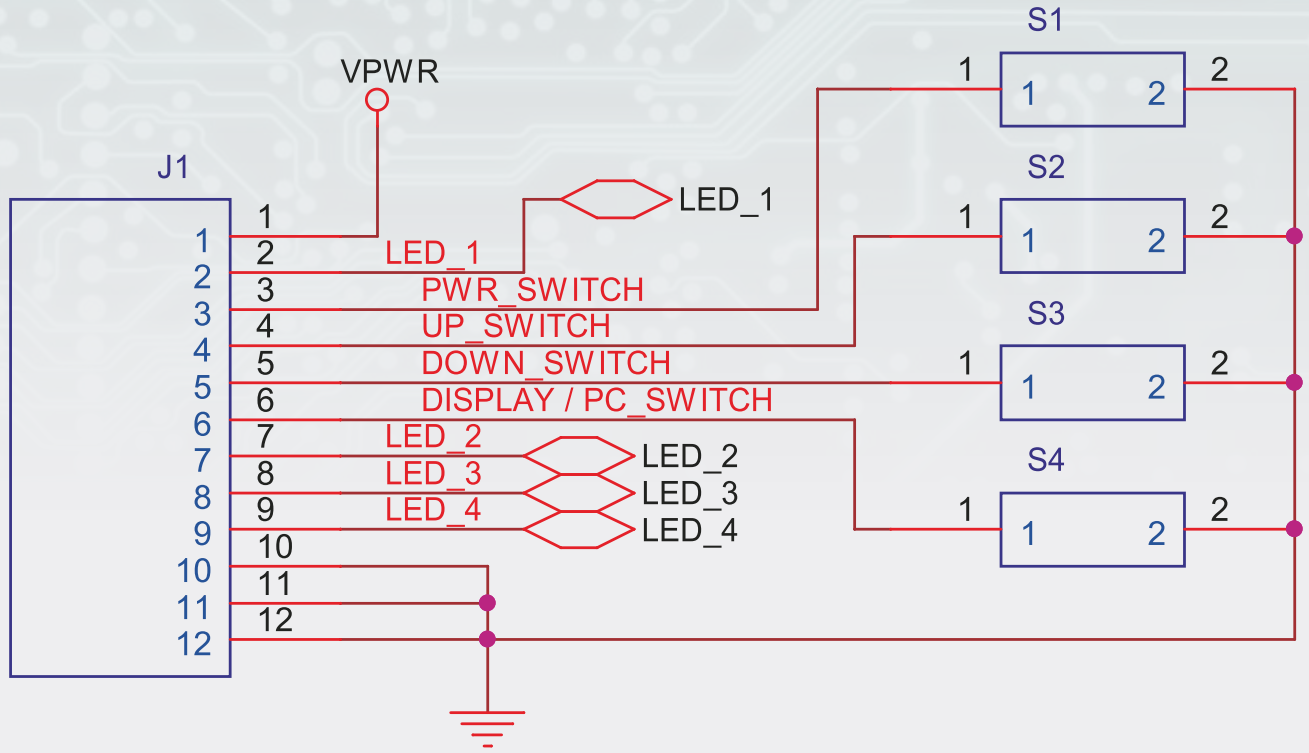 S1
VPWR
1 1 2 2
J1
S2
LED_1
1 1
1 1 2 2
2 LED_1
2
3 PWR_SWITCH
3
S3
4 UP_SWITCH
4
5 DOWN_SWITCH
5
1 1 2 2
6 DISPLAY / PC_SWITCH
6
7 LED_2
7
LED_2
S4
8 LED_3
8
LED_3
9 LED_4
9
LED_4
1 1 2 2
10
10
11
11
12
12